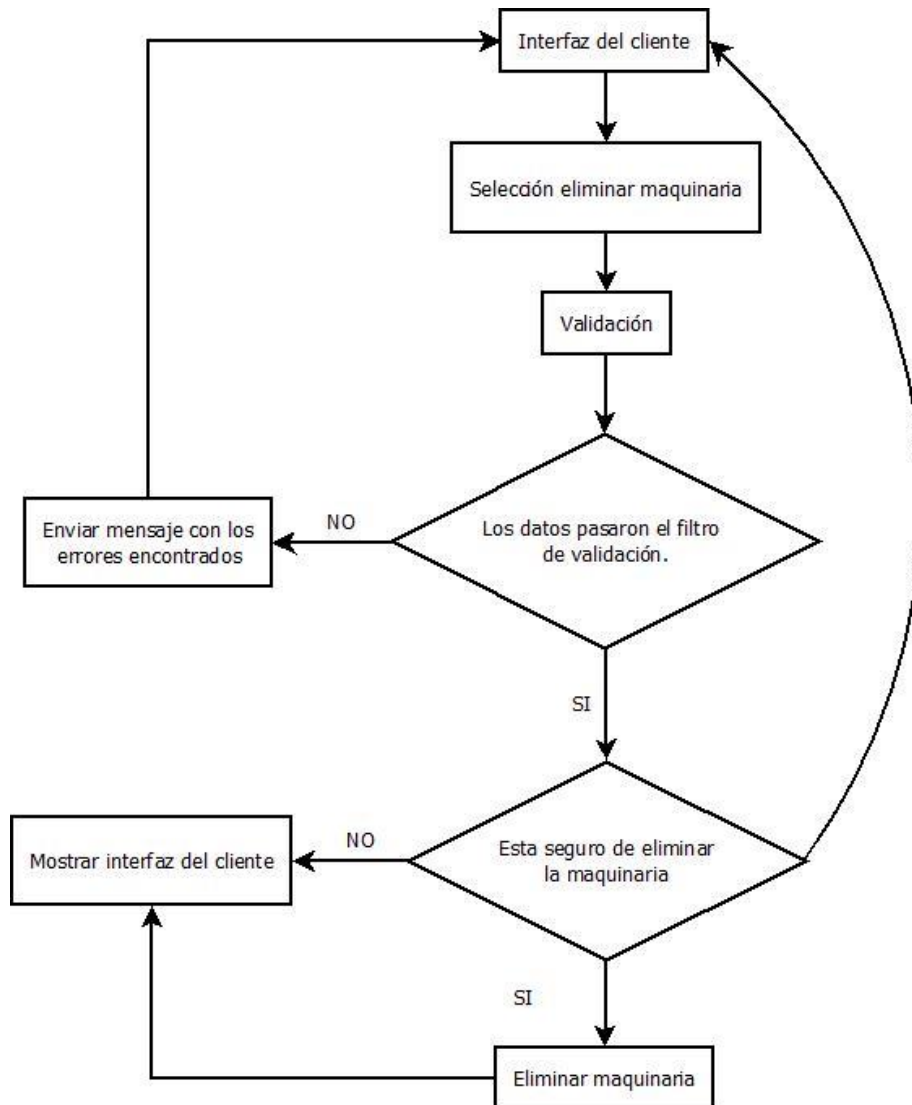 Interfaz del cliente
Selección eliminar maquinaria
Validación
Los datos pasaron el filtro
de validación.
NO
Enviar mensaje con los
errores encontrados
SI
Esta seguro de eliminar
la maquinaria
NO
Mostrar interfaz del cliente
SI
Eliminar maquinaria